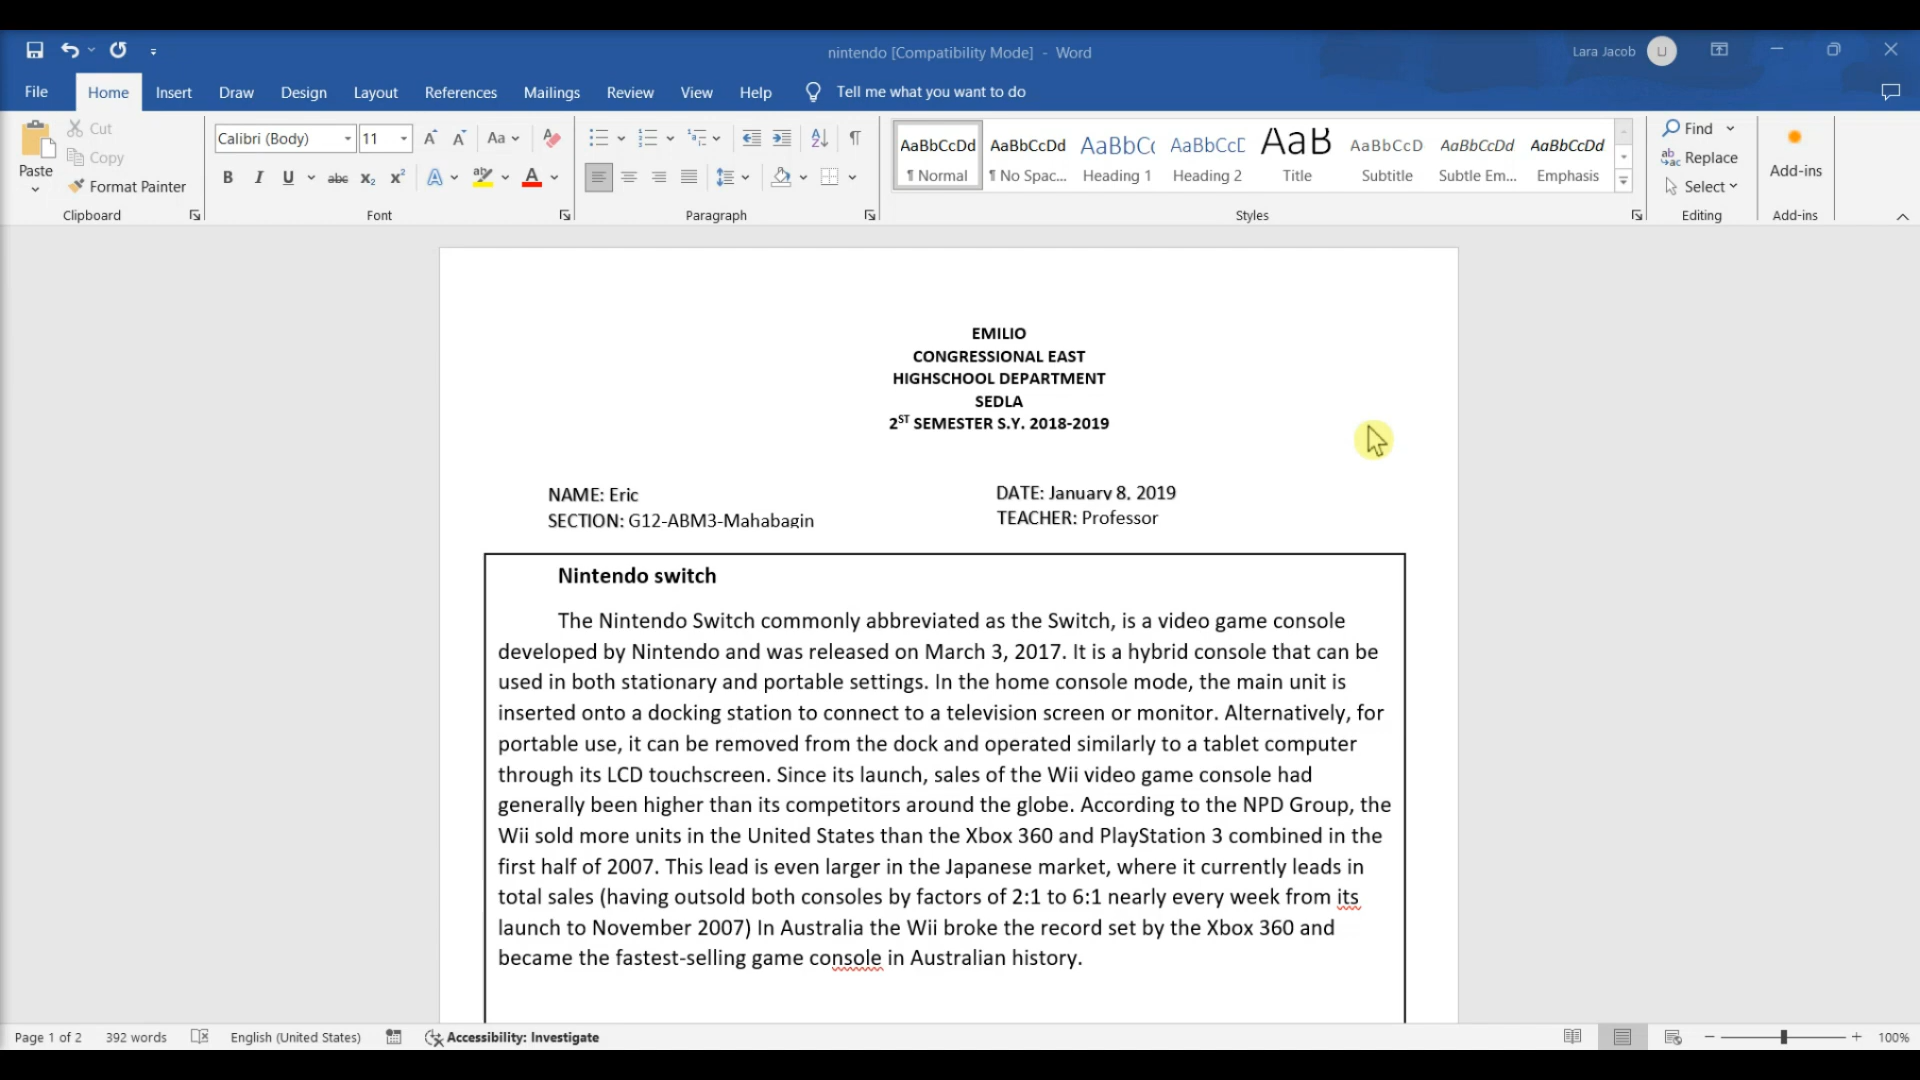 nintendo [Compatibility Mode] - Word
Lara Jacob
LJ
File Home Insert Draw Design Layout References Mailings Review View Help Tell me what you want to do
Paste
Cut
Copy
Format Painter
Clipboard
Calibri (Body) 11
Font
Paragraph
AaBbCcDd AaBbCcDd AaBbCc AaBbCcE AaB AaBbCcD AaBbCcDd AaBbCcDd
¶ Normal ¶ No Spac... Heading 1 Heading 2 Title Subtitle Subtle Em... Emphasis
Styles
Find
Replace
Select
Editing
Add-ins
Add-ins
EMILIO
CONGRESSIONAL EAST
HIGHSCHOOL DEPARTMENT
SEDLA
2ST SEMESTER S.Y. 2018-2019
NAME: Eric
DATE: January 8, 2019
SECTION: G12-ABM3-Mahabagin
TEACHER: Professor
Nintendo switch
The Nintendo Switch commonly abbreviated as the Switch, is a video game console
developed by Nintendo and was released on March 3, 2017. It is a hybrid console that can be
used in both stationary and portable settings. In the home console mode, the main unit is
inserted onto a docking station to connect to a television screen or monitor. Alternatively, for
portable use, it can be removed from the dock and operated similarly to a tablet computer
through its LCD touchscreen. Since its launch, sales of the Wii video game console had
generally been higher than its competitors around the globe. According to the NPD Group, the
Wii sold more units in the United States than the Xbox 360 and PlayStation 3 combined in the
first half of 2007. This lead is even larger in the Japanese market, where it currently leads in
total sales (having outsold both consoles by factors of 2:1 to 6:1 nearly every week from its
launch to November 2007) In Australia the Wii broke the record set by the Xbox 360 and
became the fastest-selling game console in Australian history.
Page 1 of 2 392 words English (United States) Accessibility: Investigate 100%